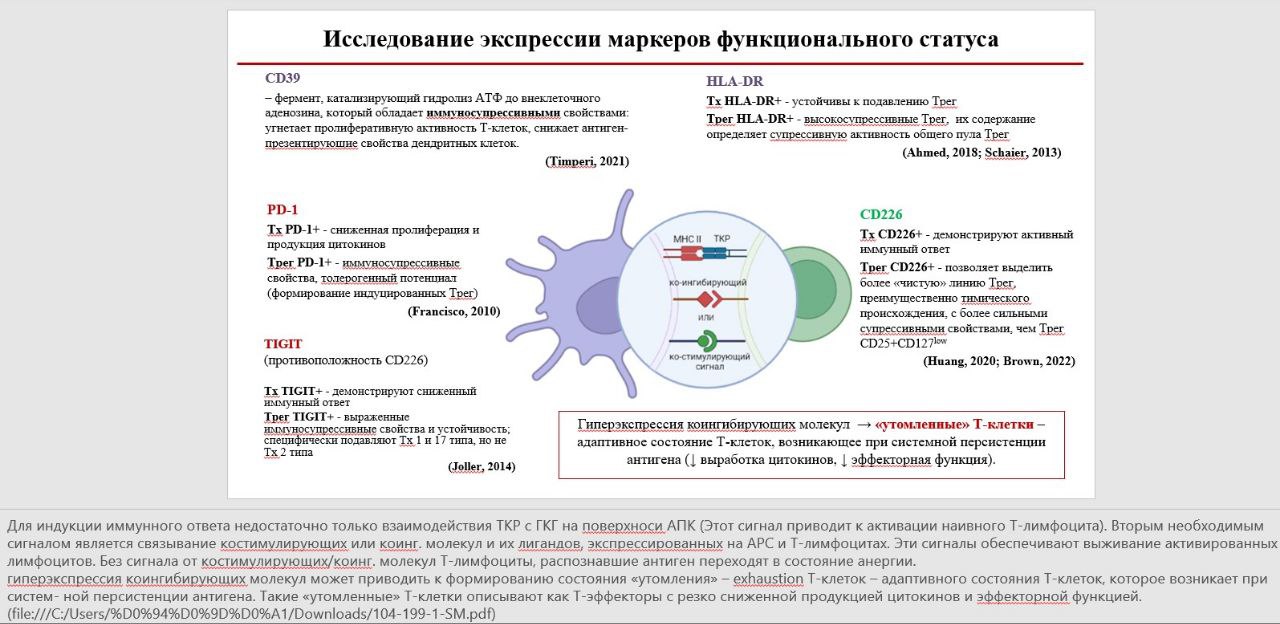 Исследование экспрессии маркеров функционального статуса
CD39
– фермент, катализирующий гидролиз АТФ до внеклеточного
аденозина, который обладает иммуносупрессивными свойствами:
угнетает пролиферативную активность Т-клеток, снижает антиген-
презентирующие свойства дендритных клеток.
(Timperi, 2021)
HLA-DR
Тх HLA-DR+ - устойчивы к подавлению Трег
Трег HLA-DR+ - высокосупрессивные Трег, их содержание
определяет супрессивную активность общего пула Трег
(Ahmed, 2018; Schaier, 2013)
PD-1
Тх PD-1+ - сниженная пролиферация и
продукция цитокинов
Трег PD-1+ - иммуносупрессивные
свойства, толерогенный потенциал
(формирование индуцированных Трег)
(Francisco, 2010)
TIGIT
(противоположность CD226)
Тх TIGIT+ - демонстрируют сниженный
иммунный ответ
Трег TIGIT+ - выраженные
иммуносупрессивные свойства и устойчивость;
специфически подавляют Тх 1 и 17 типа, но не
Тх 2 типа
(Joller, 2014)
МНС II ТКР
ко-ингибирующий
или
ко-стимулирующий
сигнал
CD226
Тх CD226+ - демонстрируют активный
иммунный ответ
Трег CD226+ - позволяет выделить
более «чистую» линию Трег,
преимущественно тимического
происхождения, с более сильными
супрессивными свойствами, чем Трег
CD25+CD127low
(Huang, 2020; Brown, 2022)
Гиперэкспрессия коингибирующих молекул → «утомленные» Т-клетки –
адаптивное состояние Т-клеток, возникающее при системной персистенции
антигена (↓ выработка цитокинов, ↓ эффекторная функция).
Для индукции иммунного ответа недостаточно только взаимодействия ТКР с ГКГ на поверхноси АПК (Этот сигнал приводит к активации наивного Т-лимфоцита). Вторым необходимым
сигналом является связывание костимулирующих или коинг. молекул и их лигандов, экспрессированных на АРС и Т-лимфоцитах. Эти сигналы обеспечивают выживание активированных
лимфоцитов. Без сигнала от костимулирующих/коинг. молекул Т-лимфоциты, распознавшие антиген переходят в состояние анергии.
гиперэкспрессия коингибирующих молекул может приводить к формированию состояния «утомления» – exhaustion Т-клеток – адаптивного состояния Т-клеток, которое возникает при
систем- ной персистенции антигена. Такие «утомленные» Т-клетки описывают как Т-эффекторы с резко сниженной продукцией цитокинов и эффекторной функцией.
(file:///C:/Users/%D0%94%D0%9D%D0%A1/Downloads/104-199-1-SM.pdf)